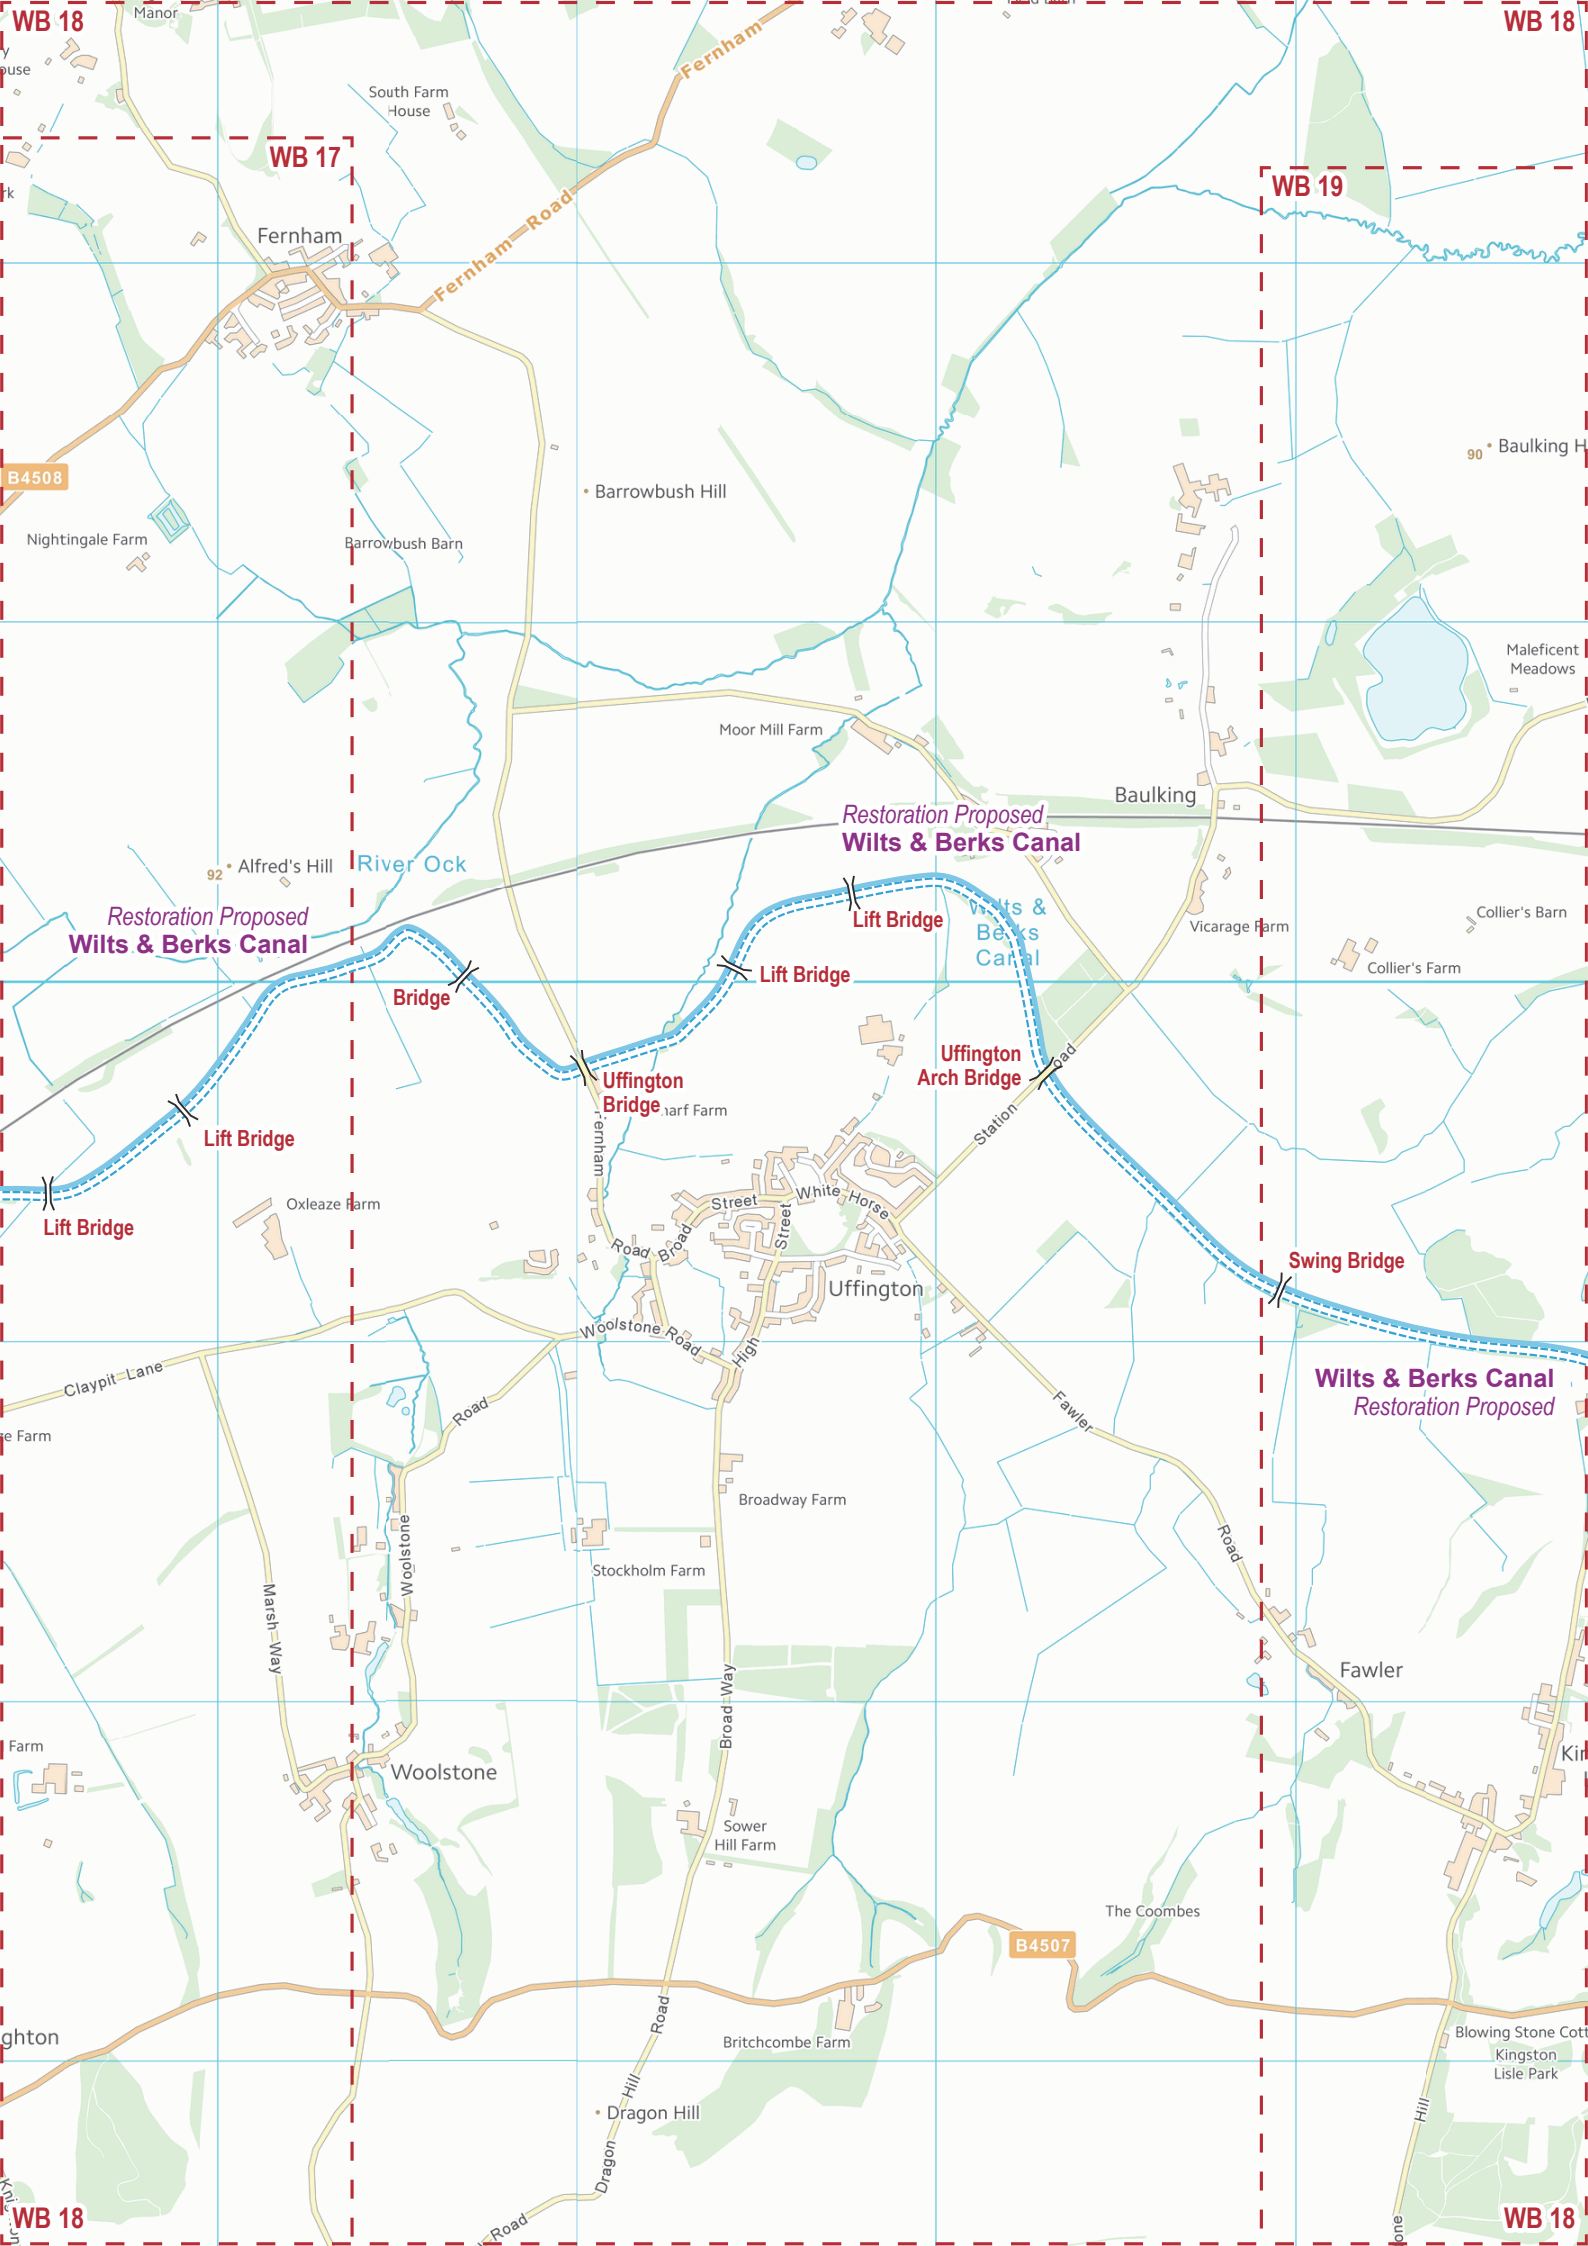 WB 18
Manor
WB 18
Fernham
South Farm
House
WB 17
WB 19
Fernham
Fernham Road
B4508
Barrowbush Hill
90
Baulking H
Nightingale Farm
Barrowbush Barn
Maleficent
Meadows
Moor Mill Farm
Baulking
Restoration Proposed
Wilts & Berks Canal
92
Alfred's Hill
River Ock
Restoration Proposed
Wilts & Berks Canal
Lift Bridge
Wilts &
Berks
Canal
Vicarage Farm
Collier's Barn
Collier's Farm
Lift Bridge
Bridge
Uffington
Arch Bridge
Uffington
Bridge
Station Road
Lift Bridge
Fernham
Road
Oxleaze Farm
Lift Bridge
Broad
Street
White Horse
Street
Uffington
Swing Bridge
Woolstone Road
High
Claypit Lane
Wilts & Berks Canal
Restoration Proposed
Road
Fawler
Road
Broadway Farm
Woolstone
Stockholm Farm
Marsh Way
Broad Way
Fawler
Farm
Woolstone
Sower
Hill Farm
The Coombes
B4507
Road
ghton
Britchcombe Farm
Blowing Stone Cott
Kingston
Lisle Park
Hill
Dragon Hill
Hill
Dragon
Road
WB 18
WB 18